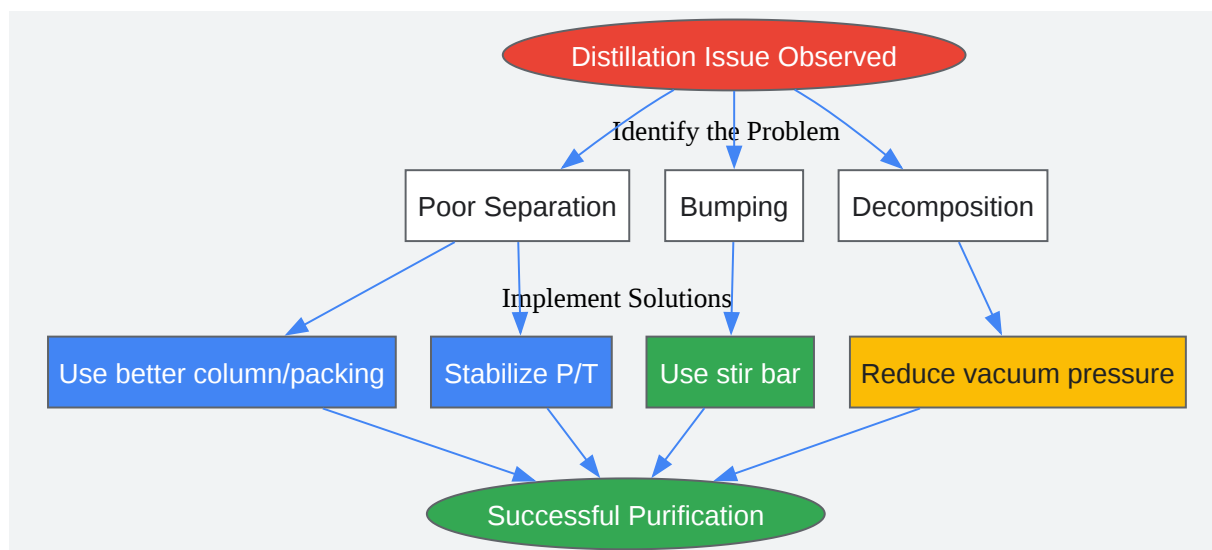 Distillation Issue Observed
Identify the Problem
Poor Separation
Bumping
Decomposition
Implement Solutions
Use better column/packing
Stabilize P/T
Use stir bar
Reduce vacuum pressure
Successful Purification